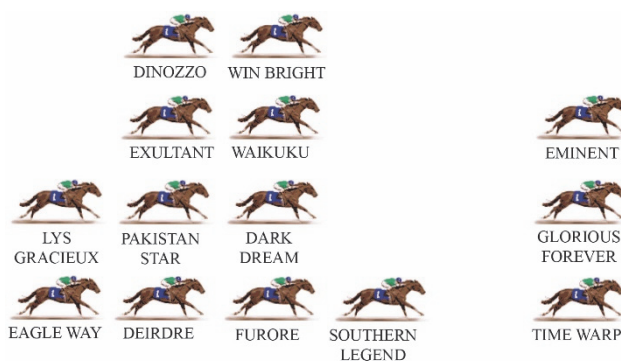 DINOZZO WIN BRIGHT
EXULTANT WAIKUKU EMINENT
LYS GRACIEUX PAKISTAN STAR DARK DREAM GLORIOUS FOREVER
EAGLE WAY DEIRDRE FURORE SOUTHERN LEGEND TIME WARP